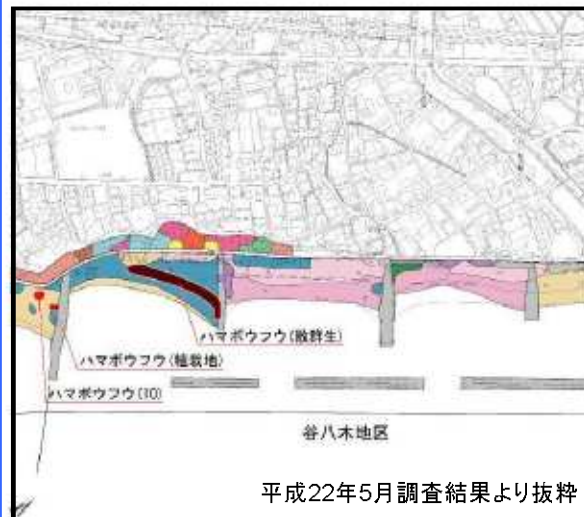 ハマボウフウ(散群生)
ハマボウフウ(植栽地)
ハマボウフウ(10)
谷八木地区
平成22年5月調査結果より抜粋